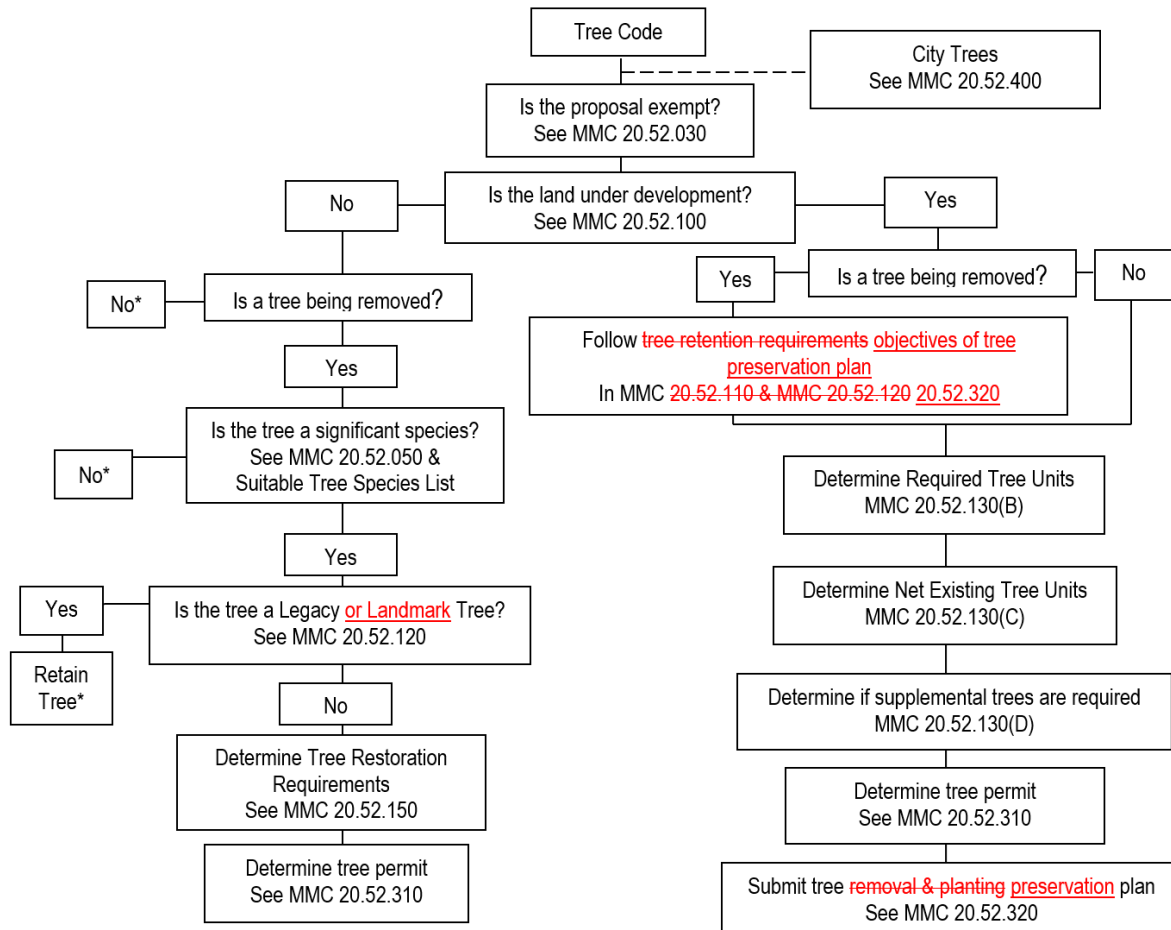 Tree Code
City Trees
See MMC 20.52.400
Is the proposal exempt?
See MMC 20.52.030
Is the land under development?
See MMC 20.52.100
No
Yes
Is a tree being removed?
No*
Yes
Is a tree being removed?
No
Yes
Follow tree retention requirements objectives of tree
preservation plan
In MMC 20.52.110 & MMC 20.52.120 20.52.320
Is the tree a significant species?
See MMC 20.52.050 &
Suitable Tree Species List
No*
Determine Required Tree Units
MMC 20.52.130(B)
Yes
Is the tree a Legacy or Landmark Tree?
See MMC 20.52.120
Yes
Retain
Tree*
Determine Net Existing Tree Units
MMC 20.52.130(C)
No
Determine if supplemental trees are required
MMC 20.52.130(D)
Determine Tree Restoration
Requirements
See MMC 20.52.150
Determine tree permit
See MMC 20.52.310
Determine tree permit
See MMC 20.52.310
Submit tree removal & planting preservation plan
See MMC 20.52.320